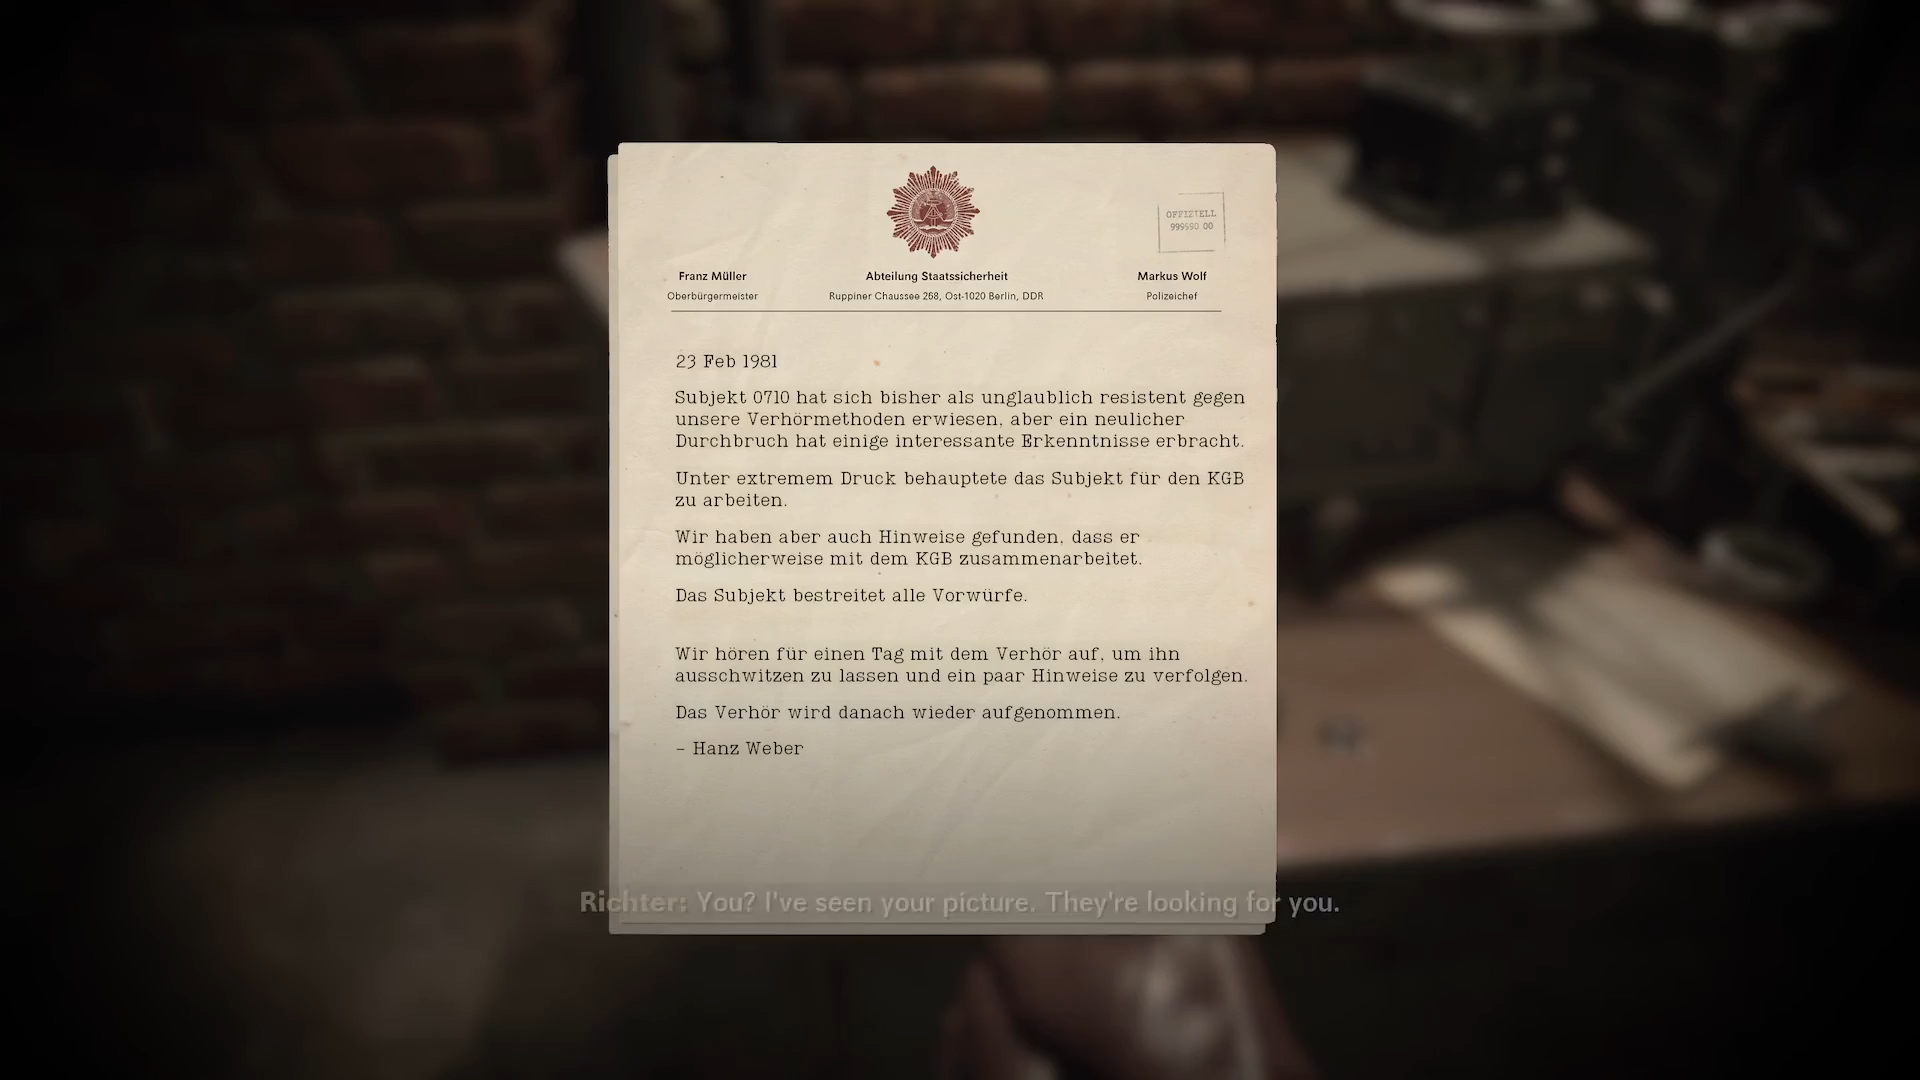 OFFIZIELL
999990 00
Franz Müller
Oberbürgermeister
Abteilung Staatssicherheit
Ruppiner Chaussee 268, Ost-1020 Berlin, DDR
Markus Wolf
Polizeichef
23 Feb 1981
Subjekt 0710 hat sich bisher als unglaublich resistent gegen
unsere Verhörmethoden erwiesen, aber ein neulicher
Durchbruch hat einige interessante Erkenntnisse erbracht.
Unter extremem Druck behauptete das Subjekt für den KGB
zu arbeiten.
Wir haben aber auch Hinweise gefunden, dass er
möglicherweise mit dem KGB zusammenarbeitet.
Das Subjekt bestreitet alle Vorwürfe.
Wir hören für einen Tag mit dem Verhör auf, um ihn
ausschwitzen zu lassen und ein paar Hinweise zu verfolgen.
Das Verhör wird danach wieder aufgenommen.
– Hanz Weber
Richter: You? I've seen your picture. They're looking for you.